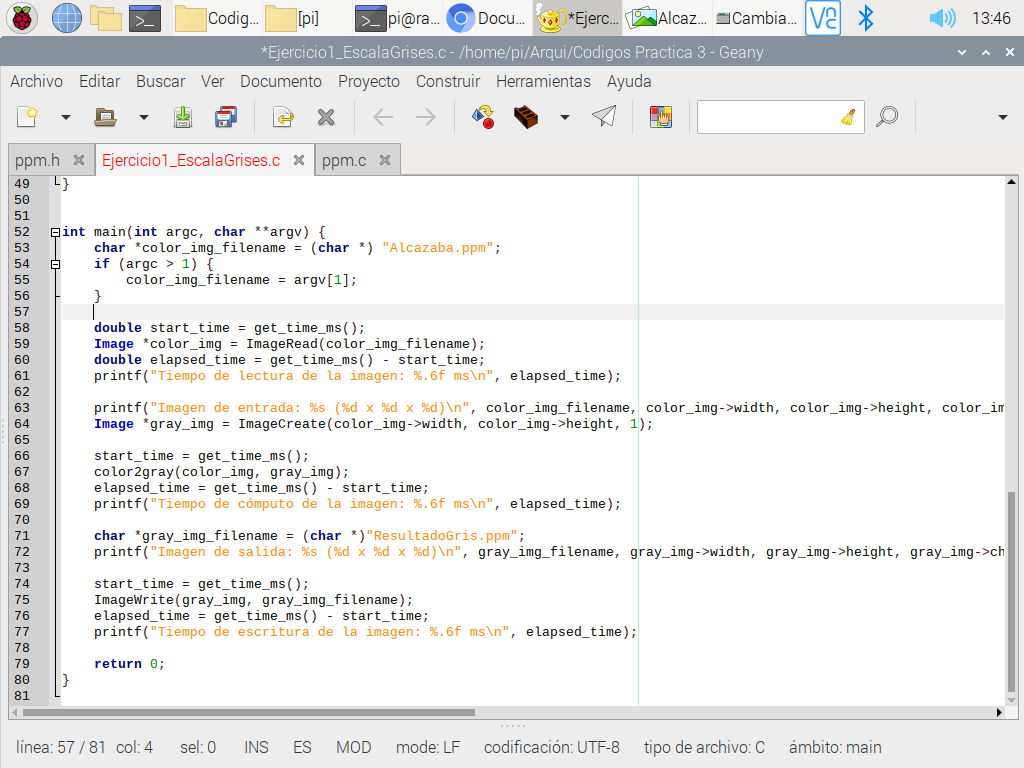 Codig...
[pi]
pi@ra...
Docu...
*Ejerc...
Alcaz...
Cambia...
13:46
*Ejercicio1_EscalaGrises.c - /home/pi/Arqui/Codigos Practica 3 - Geany
Archivo Editar Buscar Ver Documento Proyecto Construir Herramientas Ayuda
ppm.h Ejercicio1_EscalaGrises.c ppm.c
49 }
50
51
52 int main(int argc, char **argv) {
53 char *color_img_filename = (char *) "Alcazaba.ppm";
54 if (argc > 1) {
55 color_img_filename = argv[1];
56 }
57
58 double start_time = get_time_ms();
59 Image *color_img = ImageRead(color_img_filename);
60 double elapsed_time = get_time_ms() - start_time;
61 printf("Tiempo de lectura de la imagen: %.6f ms\n", elapsed_time);
62
63 printf("Imagen de entrada: %s (%d x %d x %d)\n", color_img_filename, color_img->width, color_img->height, color_im
64 Image *gray_img = ImageCreate(color_img->width, color_img->height, 1);
65
66 start_time = get_time_ms();
67 color2gray(color_img, gray_img);
68 elapsed_time = get_time_ms() - start_time;
69 printf("Tiempo de cómputo de la imagen: %.6f ms\n", elapsed_time);
70
71 char *gray_img_filename = (char *)"ResultadoGris.ppm";
72 printf("Imagen de salida: %s (%d x %d x %d)\n", gray_img_filename, gray_img->width, gray_img->height, gray_img->ch
73
74 start_time = get_time_ms();
75 ImageWrite(gray_img, gray_img_filename);
76 elapsed_time = get_time_ms() - start_time;
77 printf("Tiempo de escritura de la imagen: %.6f ms\n", elapsed_time);
78
79 return 0;
80 }
81
línea: 57 / 81 col: 4 sel: 0 INS ES MOD mode: LF codificación: UTF-8 tipo de archivo: C ámbito: main